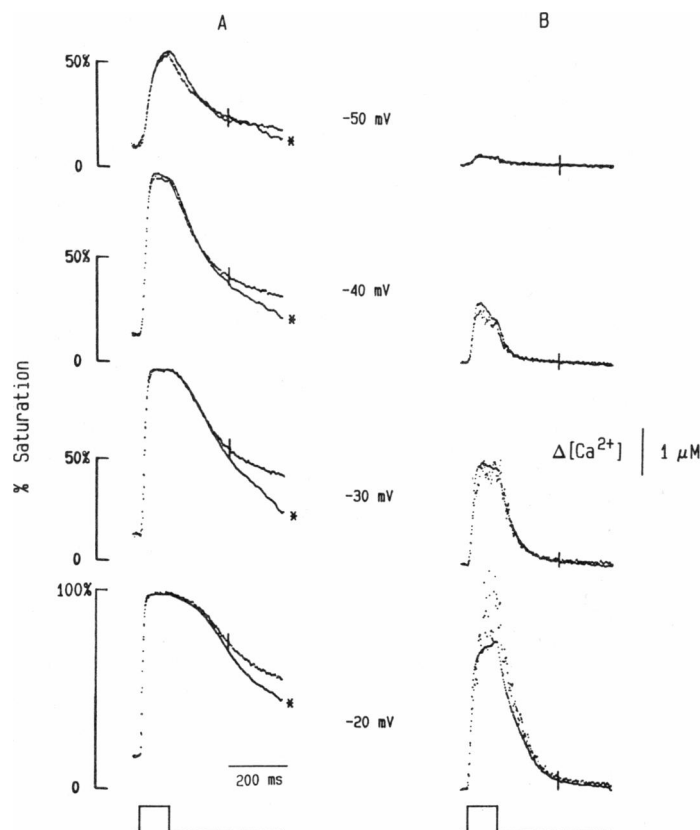 A
B
50%
0
-50 mV
50%
0
-40 mV
50%
0
-30 mV
% Saturation
Δ[Ca²⁺] 1 μM
100%
0
-20 mV
200 ms
*
*
*
*